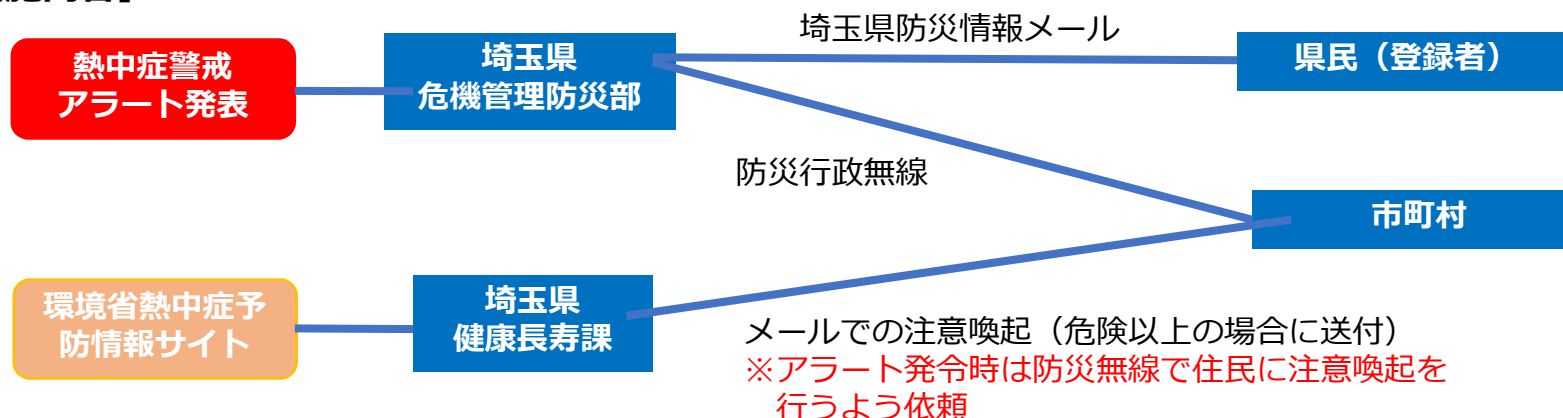 埼玉県防災情報メール
熱中症警戒
アラート発表
埼玉県
危機管理防災部
県民（登録者）
防災行政無線
市町村
環境省熱中症予
防情報サイト
埼玉県
健康長寿課
メールでの注意喚起（危険以上の場合に送付）
※アラート発令時は防災無線で住民に注意喚起を
行うよう依頼